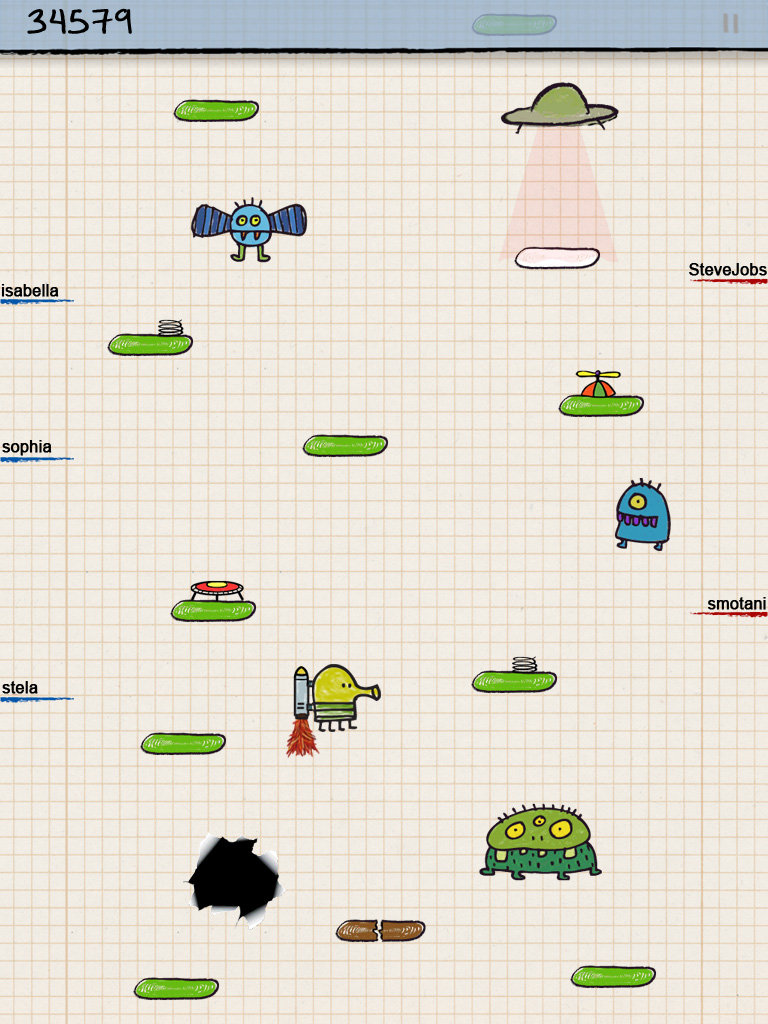 34579
SteveJobs
isabella
sophia
smotani
stela